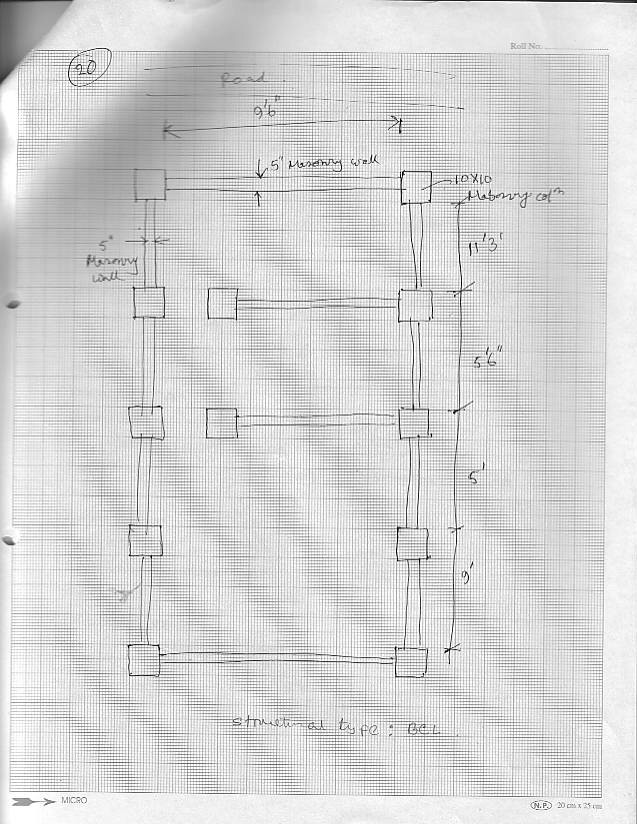 Roll No.
20
Road
9'6"
5" Masonry wall
10X10
Masonry colm
5"
Masonry
wall
11'3'
5'6"
5'
9'
structural type : BCL
MICRO
N.P. 20 cm x 25 cm